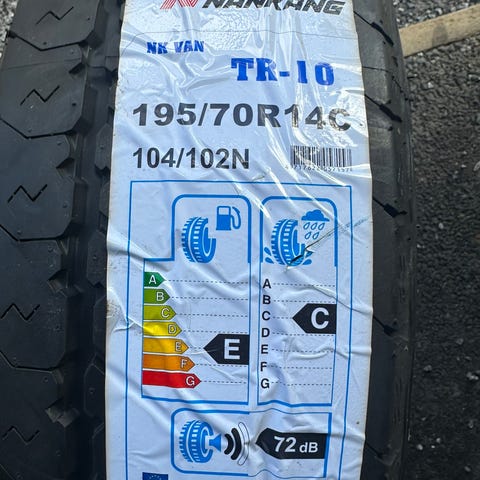 NANKANG
NK VAN
TR-10
195/70R14C
104/102N
A
B
C
D
E
F
G
E
A
B
C
D
E
F
G
C
72 dB